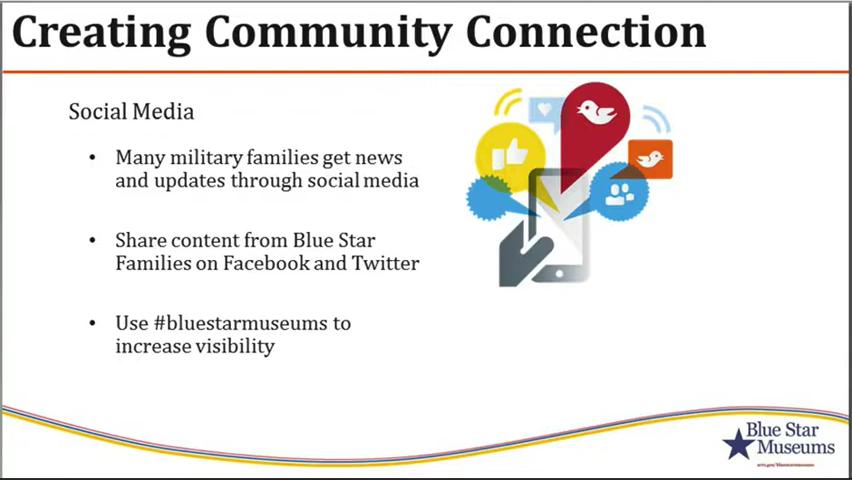 Creating Community Connection
Social Media
• Many military families get news
and updates through social media
• Share content from Blue Star
Families on Facebook and Twitter
• Use #bluestarmuseums to
increase visibility
Blue Star
Museums